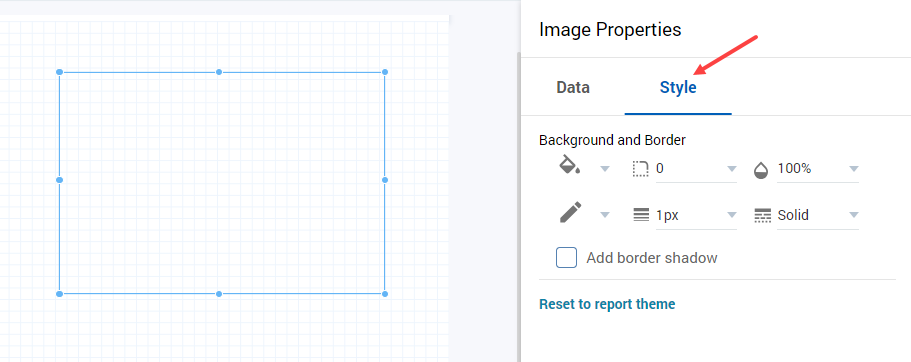 Image Properties
Data Style
Background and Border
0 100%
1px Solid
Add border shadow
Reset to report theme